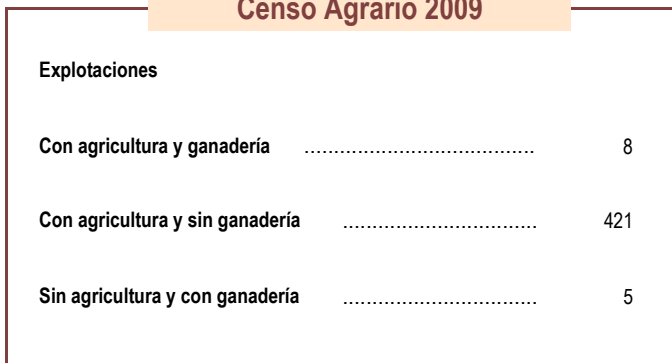 Censo Agrario 2009
Explotaciones
Con agricultura y ganadería ....................................... 8
Con agricultura y sin ganadería ................................. 421
Sin agricultura y con ganadería ................................. 5